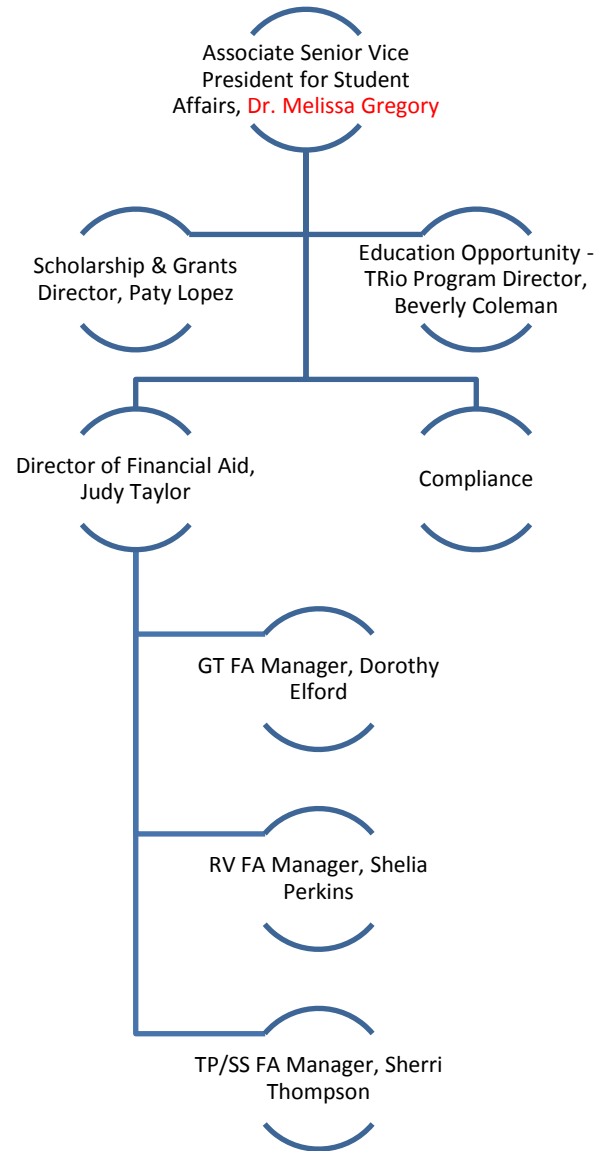 Associate Senior Vice
President for Student
Affairs, Dr. Melissa Gregory
Scholarship & Grants
Director, Paty Lopez
Education Opportunity -
TRio Program Director,
Beverly Coleman
Director of Financial Aid,
Judy Taylor
Compliance
GT FA Manager, Dorothy
Elford
RV FA Manager, Shelia
Perkins
TP/SS FA Manager, Sherri
Thompson